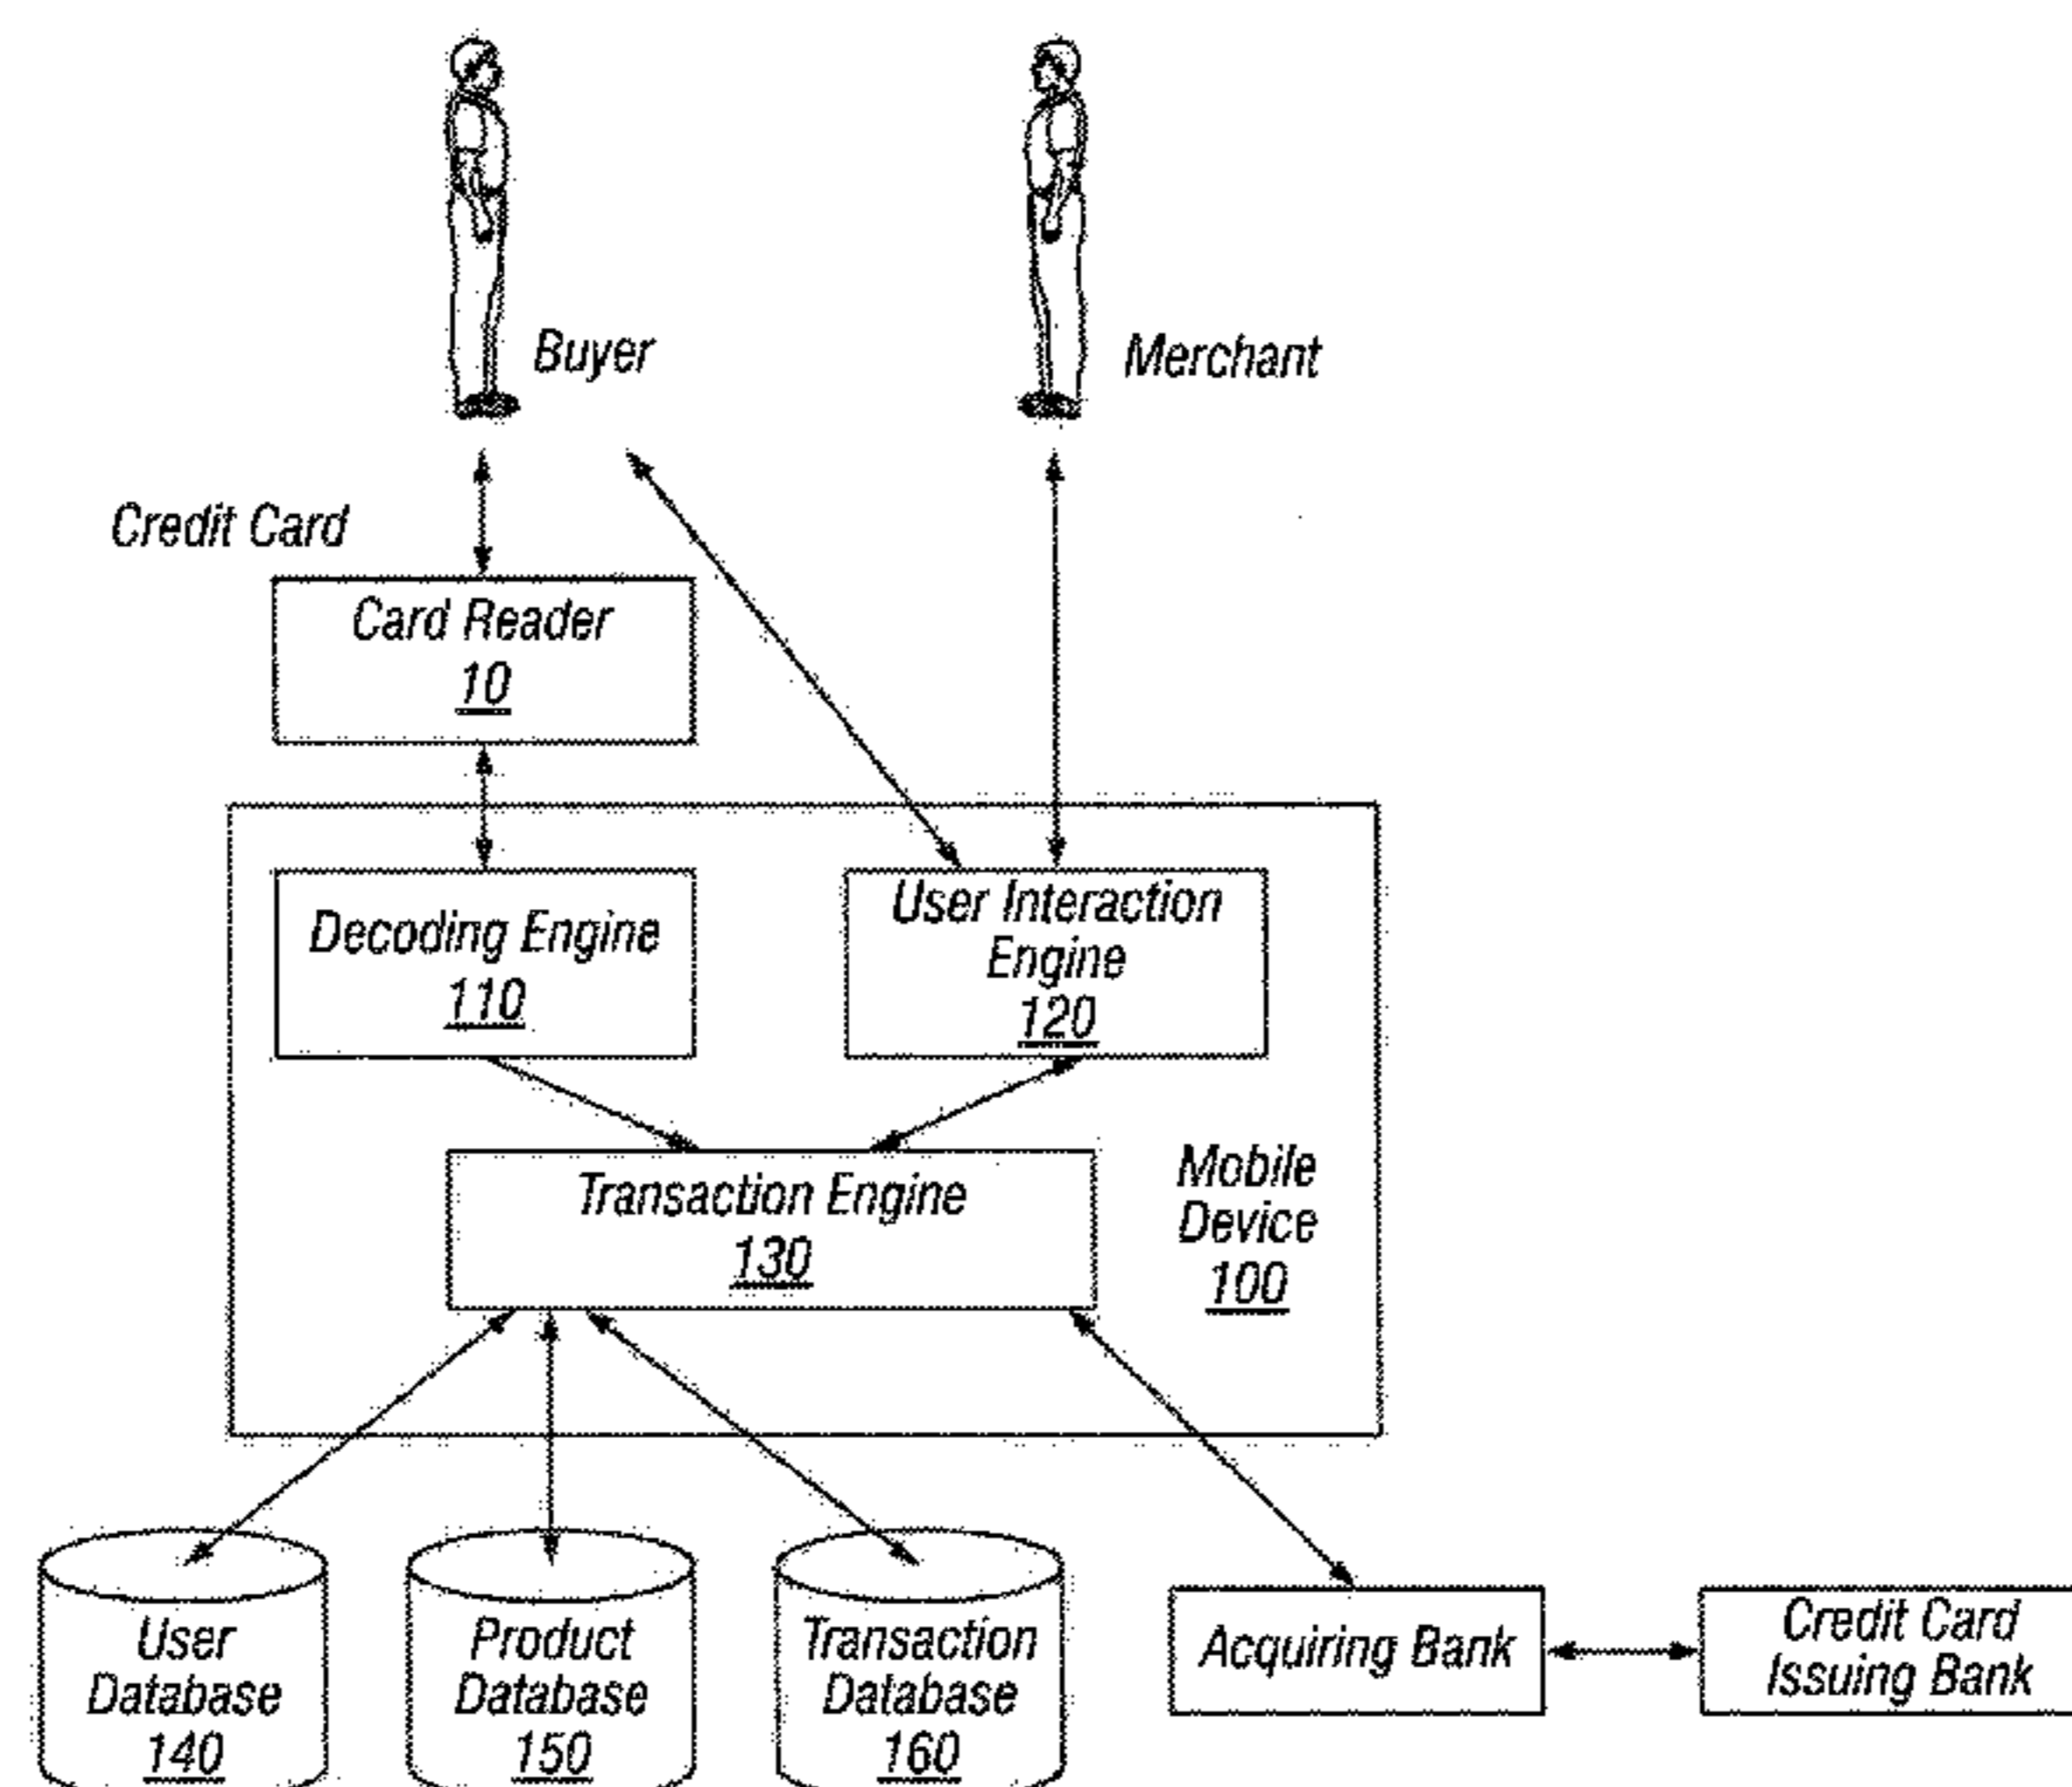 Buyer
Merchant
Credit Card
Card Reader
10
Decoding Engine
110
User Interaction
Engine
120
Transaction Engine
130
Mobile
Device
100
User
Database
140
Product
Database
150
Transaction
Database
160
Acquiring Bank
Credit Card
Issuing Bank